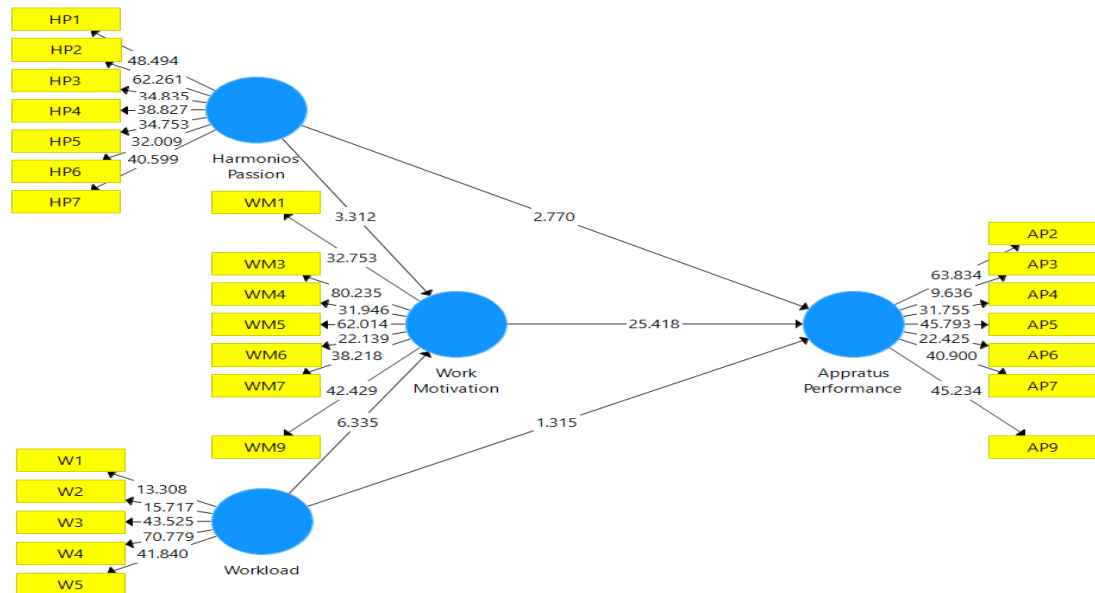 HP1
HP2
HP3
HP4
HP5
HP6
HP7
48.494
62.261
34.835
38.827
34.753
32.009
40.599
Harmonios
Passion
3.312
2.770
WM1
WM3
WM4
WM5
WM6
WM7
WM9
32.753
80.235
31.946
62.014
22.139
38.218
42.429
Work
Motivation
25.418
6.335
1.315
AP2
AP3
AP4
AP5
AP6
AP7
AP9
63.834
9.636
31.755
45.793
22.425
40.900
45.234
Appratus
Performance
W1
W2
W3
W4
W5
13.308
15.717
43.525
70.779
41.840
Workload